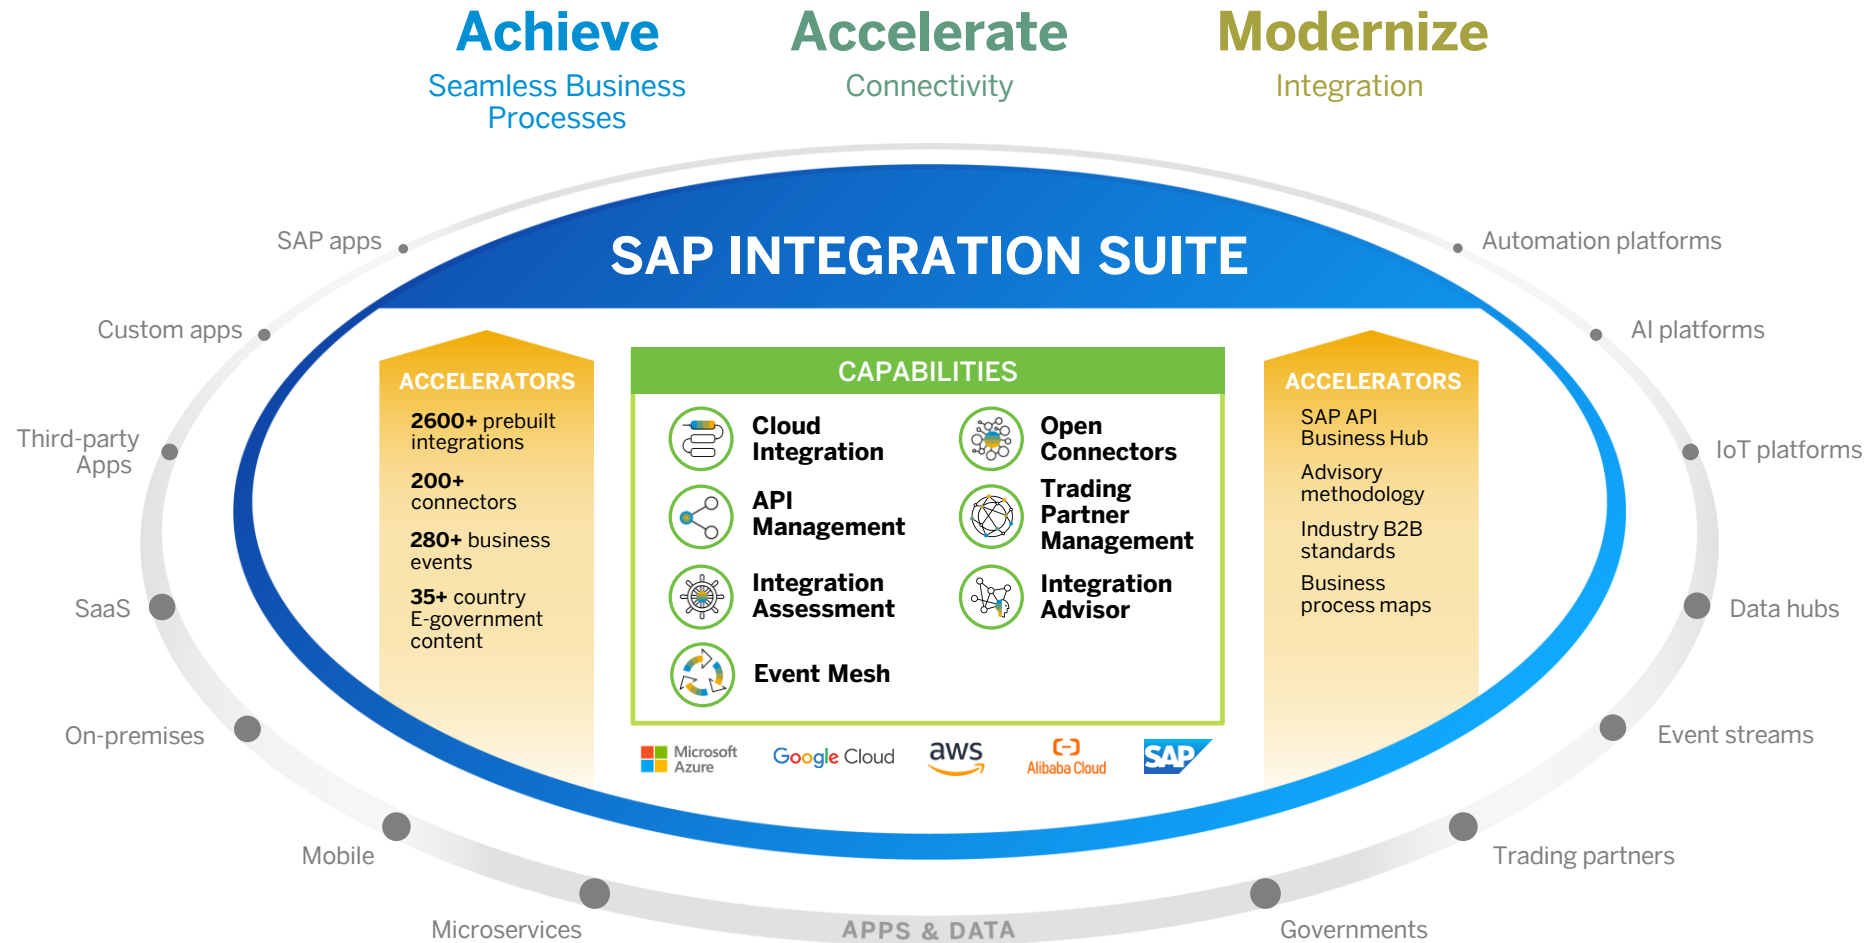 Achieve
Seamless Business
Processes
Accelerate
Connectivity
Modernize
Integration
SAP INTEGRATION SUITE
SAP apps
Custom apps
Third-party
Apps
SaaS
On-premises
Mobile
Microservices
ACCELERATORS
2600+ prebuilt
integrations
200+
connectors
280+ business
events
35+ country
E-government
content
CAPABILITIES
Cloud
Integration
API
Management
Integration
Assessment
Event Mesh
Open
Connectors
Trading
Partner
Management
Integration
Advisor
Microsoft
Azure
Google Cloud
aws
Alibaba Cloud
SAP
ACCELERATORS
SAP API
Business Hub
Advisory
methodology
Industry B2B
standards
Business
process maps
Automation platforms
AI platforms
IoT platforms
Data hubs
Event streams
Trading partners
Governments
APPS & DATA